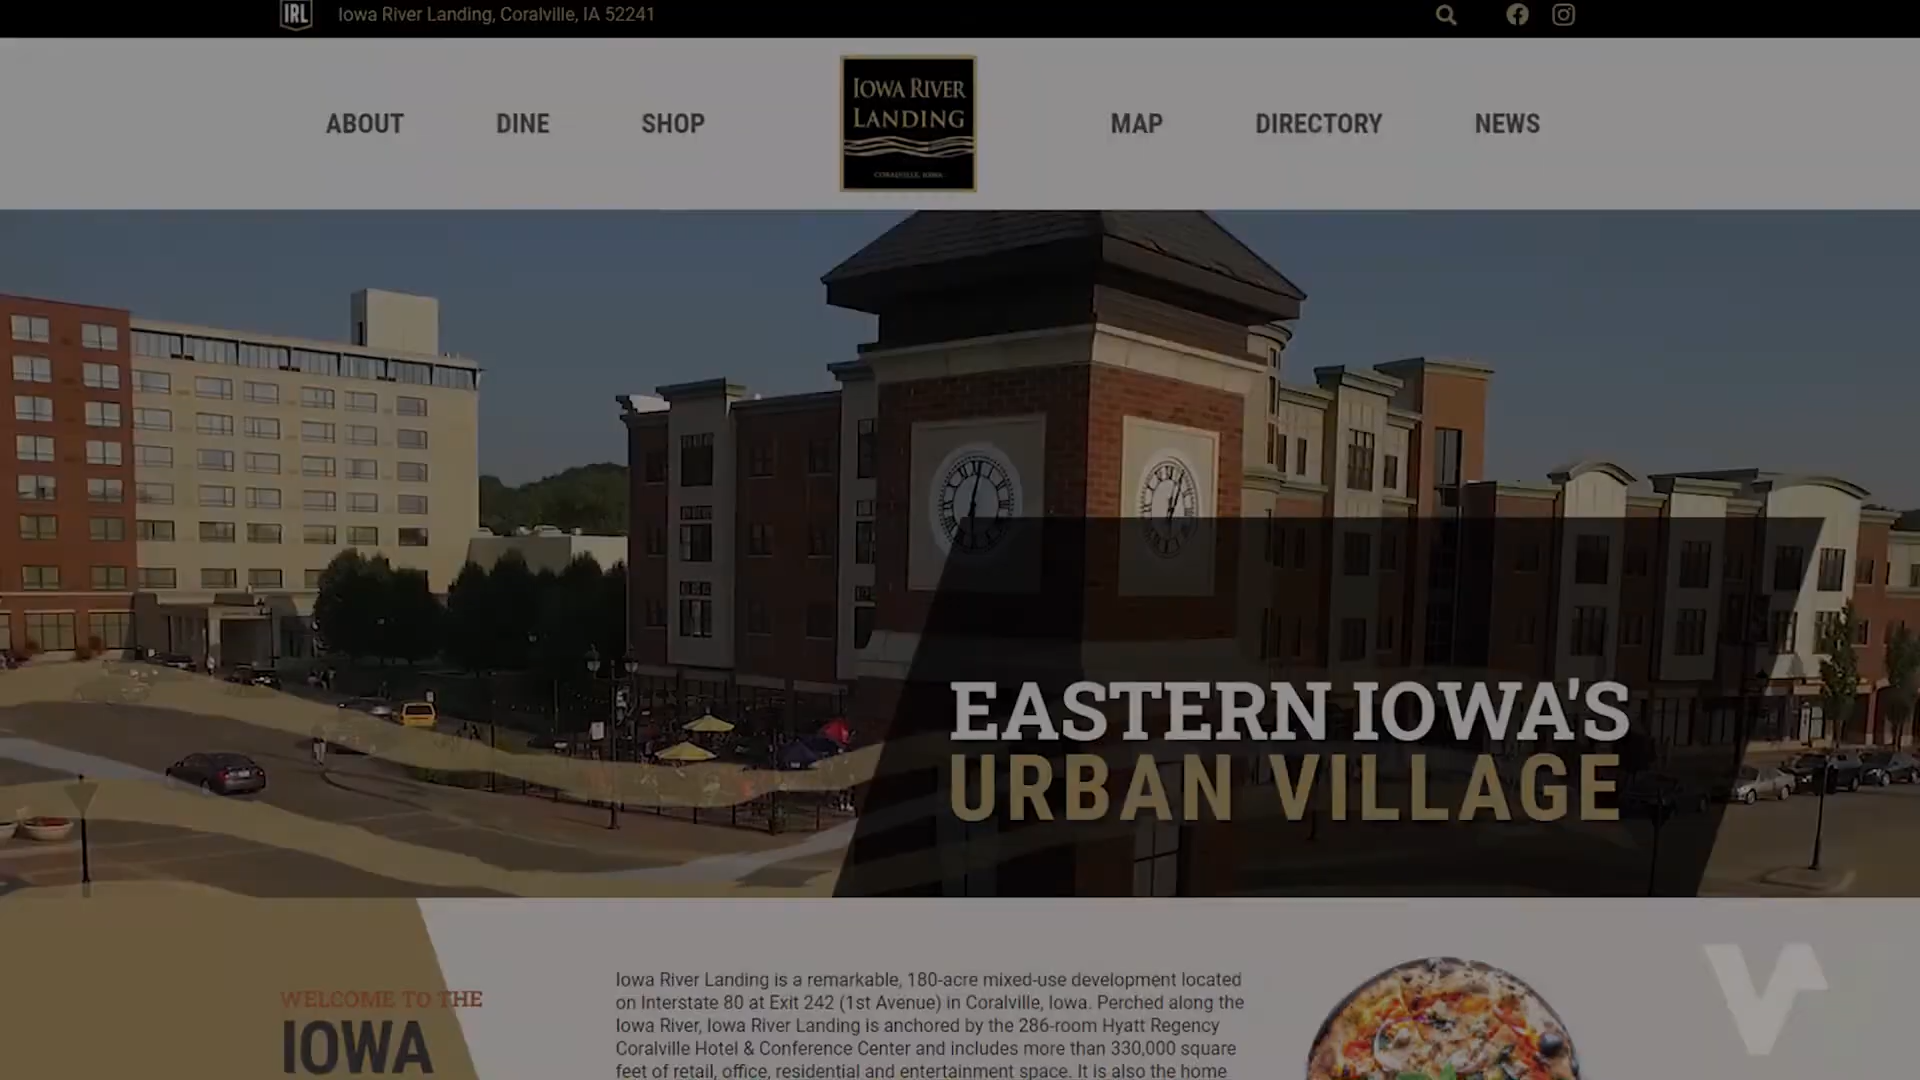 IRL
Iowa River Landing, Coralville, IA 52241
ABOUT
DINE
SHOP
IOWA RIVER
LANDING
CORALVILLE, IOWA
MAP
DIRECTORY
NEWS
EASTERN IOWA'S
URBAN VILLAGE
WELCOME TO THE
IOWA
Iowa River Landing is a remarkable, 180-acre mixed-use development located
on Interstate 80 at Exit 242 (1st Avenue) in Coralville, Iowa. Perched along the
Iowa River, Iowa River Landing is anchored by the 286-room Hyatt Regency
Coralville Hotel & Conference Center and includes more than 330,000 square
feet of retail, office, residential and entertainment space. It is also the home